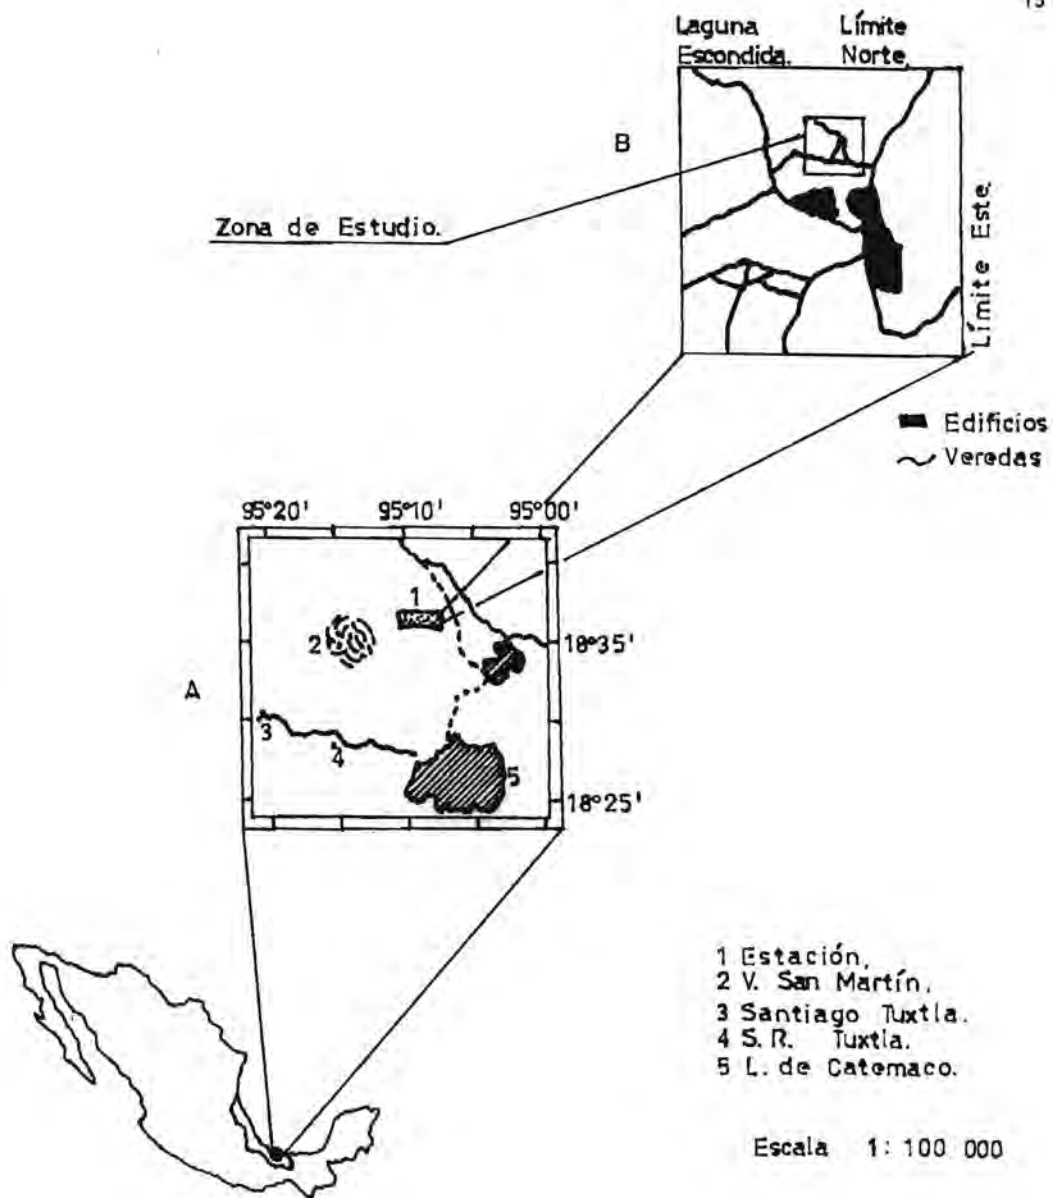 15
Laguna Límite
Escondida. Norte,
B
Zona de Estudio.
Límite Este.
Edificios
Veredas
95°20' 95°10' 95°00'
1
2
18°35'
A
3
4
5
18°25'
1 Estación,
2 V. San Martín.
3 Santiago Tuxtla.
4 S. R. Tuxtla.
5 L. de Catemaco.
Escala 1: 100 000